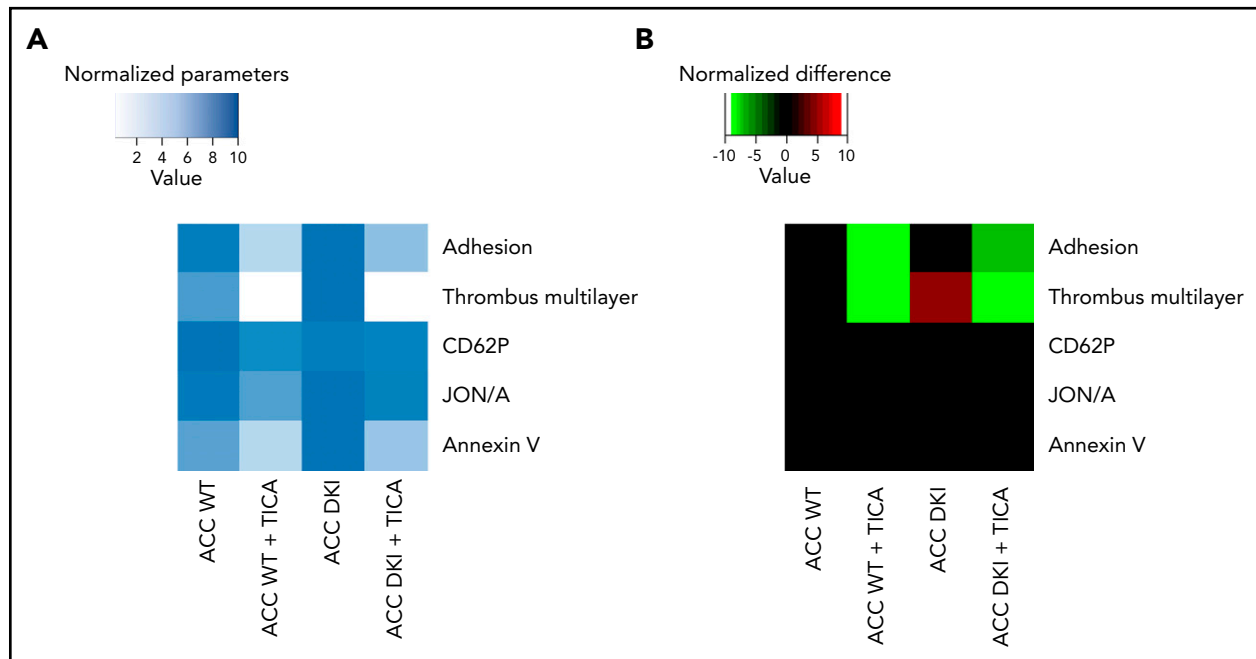 A
Normalized parameters
2 4 6 8 10
Value
Adhesion
Thrombus multilayer
CD62P
JON/A
Annexin V
ACC WT
ACC WT + TICA
ACC DKI
ACC DKI + TICA
B
Normalized difference
-10 -5 0 5 10
Value
Adhesion
Thrombus multilayer
CD62P
JON/A
Annexin V
ACC WT
ACC WT + TICA
ACC DKI
ACC DKI + TICA